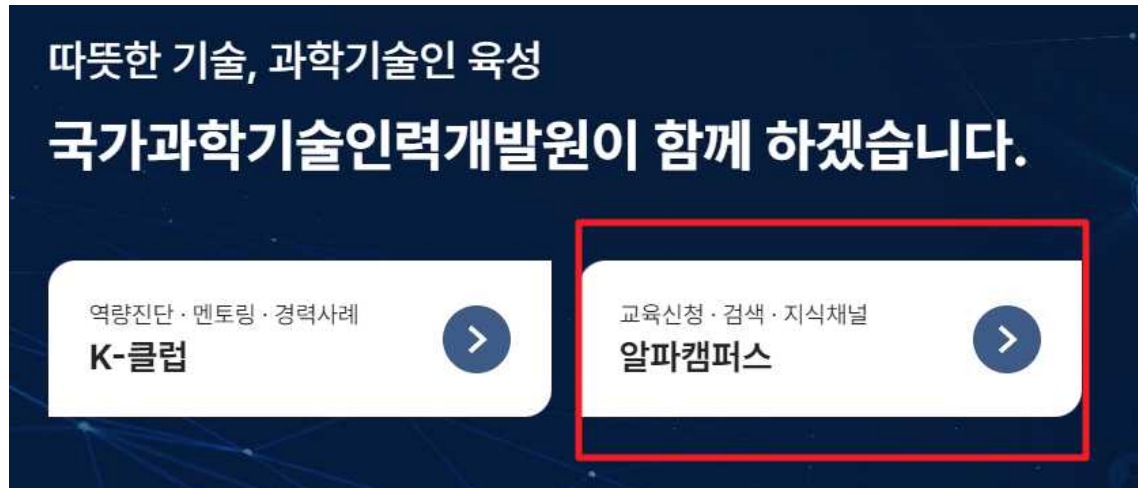 따뜻한 기술, 과학기술인 육성
국가과학기술인력개발원이 함께 하겠습니다.
역량진단 · 멘토링 · 경력사례
K-클럽
교육신청 · 검색 · 지식채널
알파캠퍼스